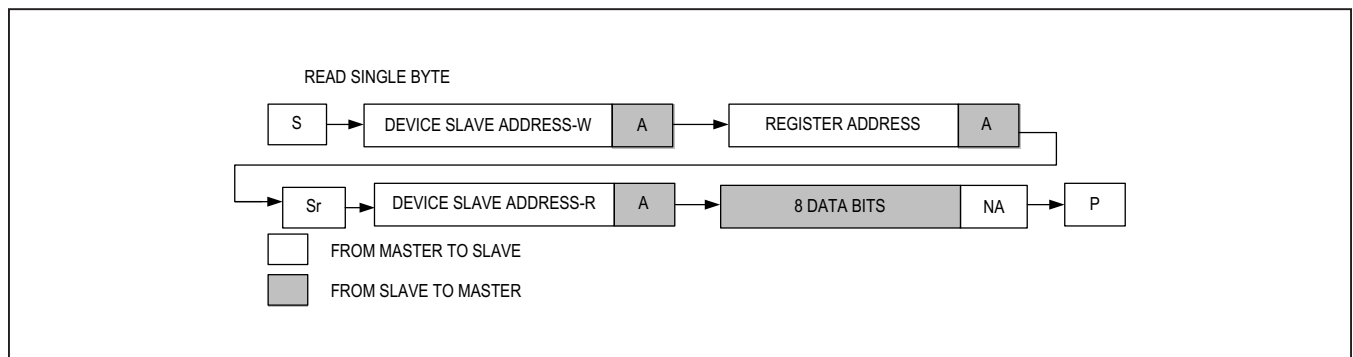 READ SINGLE BYTE
S DEVICE SLAVE ADDRESS-W A REGISTER ADDRESS A
Sr DEVICE SLAVE ADDRESS-R A 8 DATA BITS NA P
FROM MASTER TO SLAVE
FROM SLAVE TO MASTER